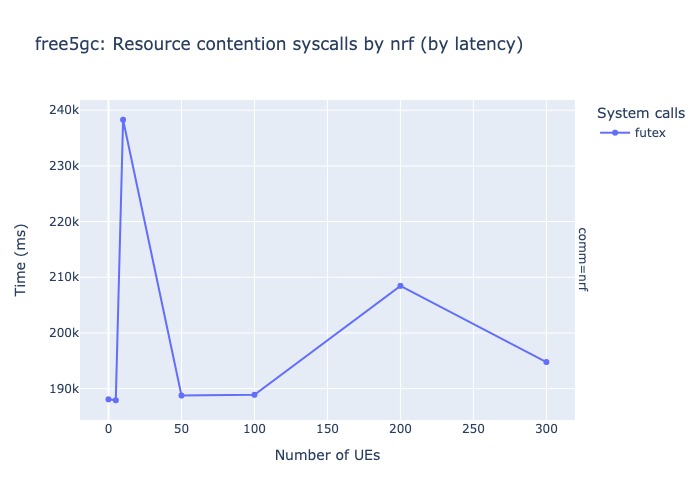 free5gc: Resource contention syscalls by nrf (by latency)
System calls
futex
240k
230k
220k
210k
200k
190k
Time (ms)
comm=nrf
0 50 100 150 200 250 300
Number of UEs